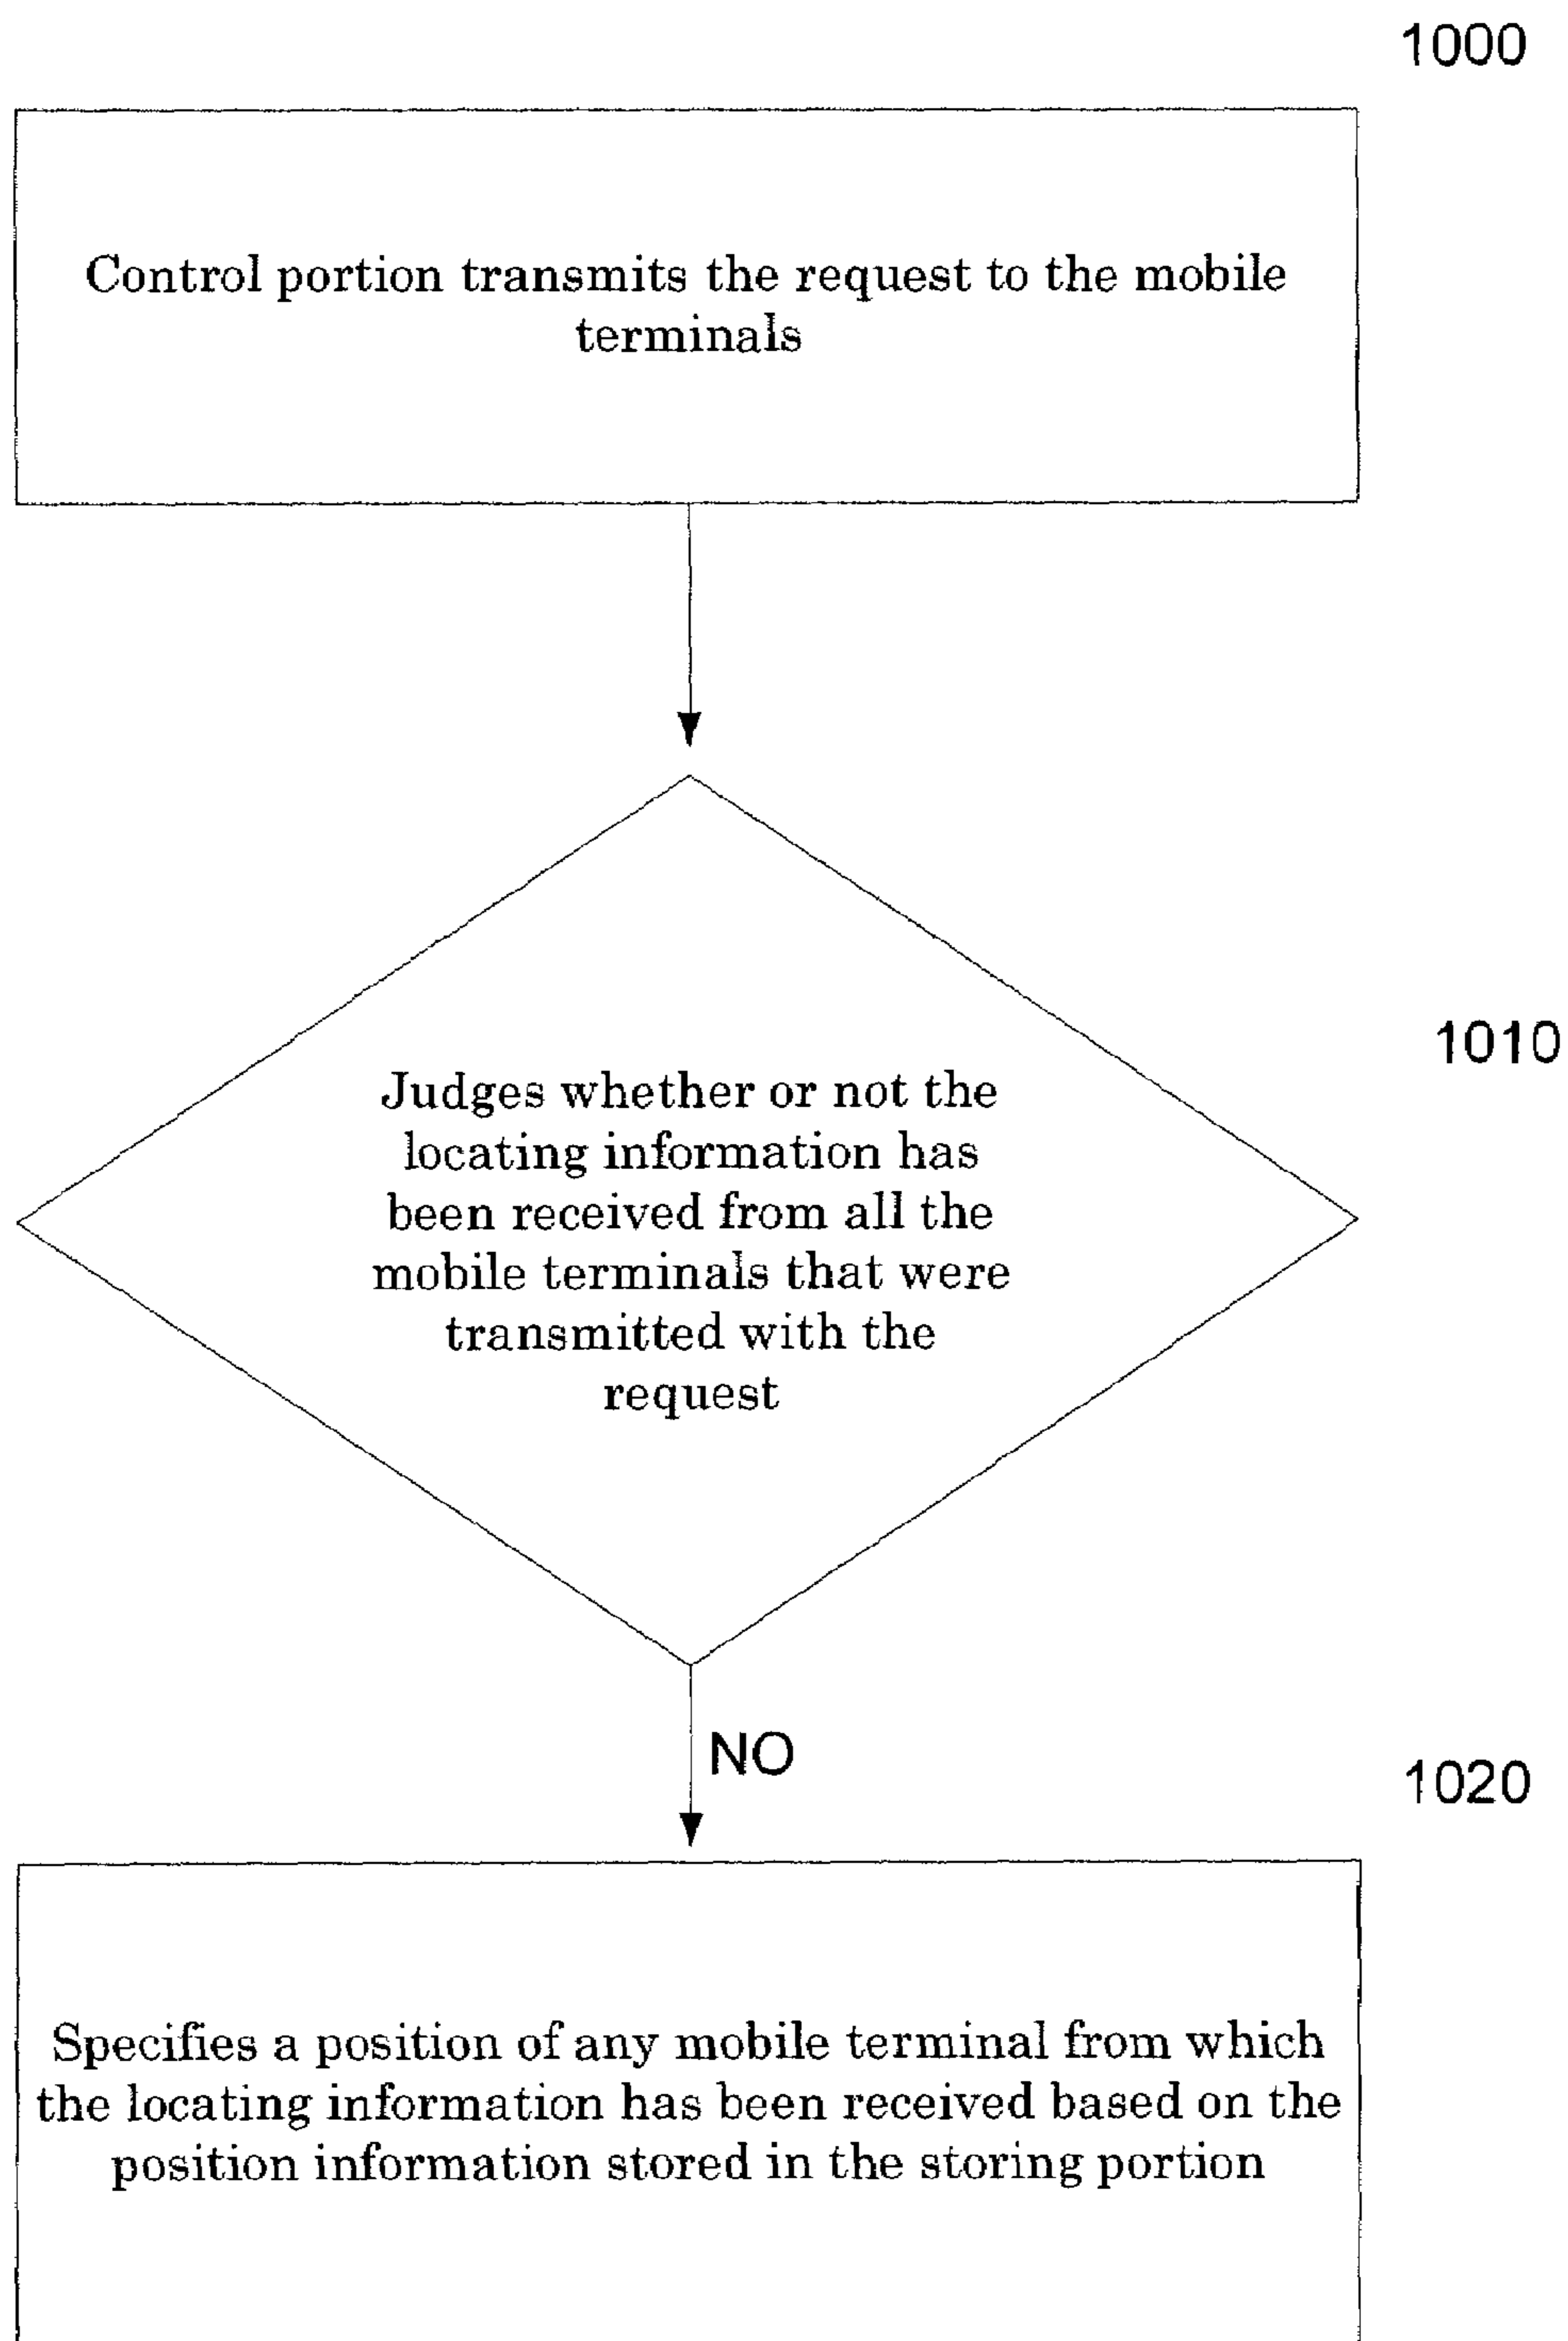 1000
Control portion transmits the request to the mobile
terminals
1010
Judges whether or not the
locating information has
been received from all the
mobile terminals that were
transmitted with the
request
NO
1020
Specifies a position of any mobile terminal from which
the locating information has been received based on the
position information stored in the storing portion